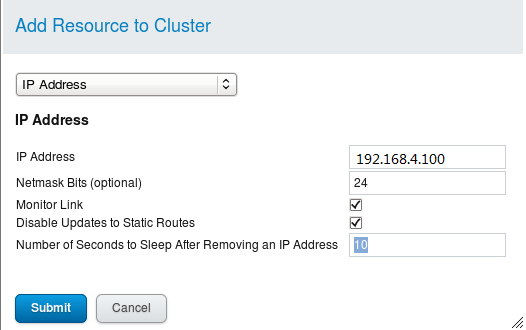 Add Resource to Cluster
IP Address
IP Address
IP Address 192.168.4.100
Netmask Bits (optional) 24
Monitor Link
Disable Updates to Static Routes
Number of Seconds to Sleep After Removing an IP Address 10
Submit Cancel